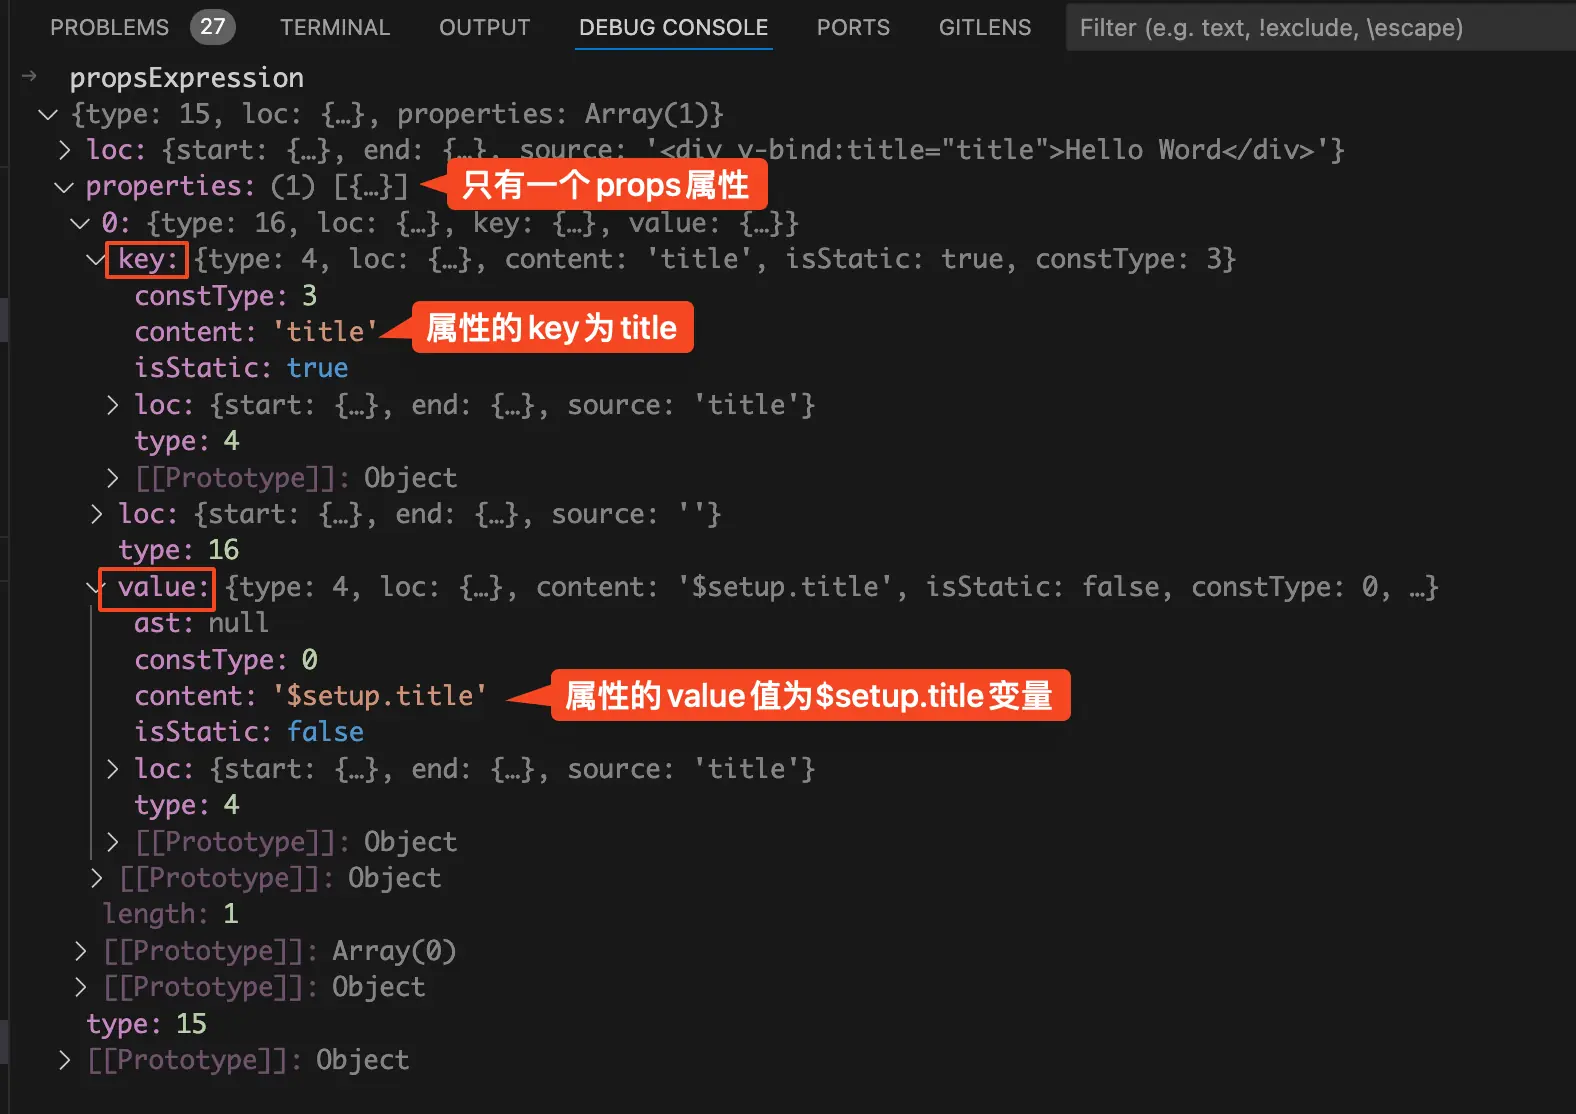 PROBLEMS 27 TERMINAL OUTPUT DEBUG CONSOLE PORTS GITLENS Filter (e.g. text, !exclude, \escape)
propsExpression
{type: 15, loc: {…}, properties: Array(1)}
loc: {start: {…}, end: {…}, source: '<div v-bind:title="title">Hello Word</div>'}
properties: (1) [{…}] 只有一个 props 属性
0: {type: 16, loc: {…}, key: {…}, value: {…}}
key: {type: 4, loc: {…}, content: 'title', isStatic: true, constType: 3}
constType: 3
content: 'title' 属性的 key 为 title
isStatic: true
loc: {start: {…}, end: {…}, source: 'title'}
type: 4
[[Prototype]]: Object
loc: {start: {…}, end: {…}, source: ''}
type: 16
value: {type: 4, loc: {…}, content: '$setup.title', isStatic: false, constType: 0, …}
ast: null
constType: 0
content: '$setup.title' 属性的 value 值为 $setup.title 变量
isStatic: false
loc: {start: {…}, end: {…}, source: 'title'}
type: 4
[[Prototype]]: Object
[[Prototype]]: Object
length: 1
[[Prototype]]: Array(0)
[[Prototype]]: Object
type: 15
[[Prototype]]: Object